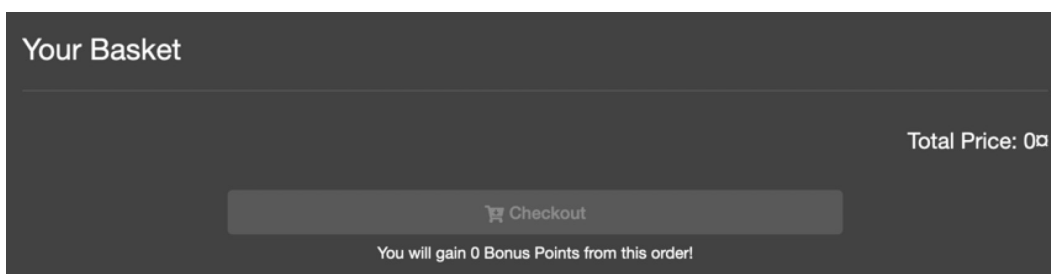 Your Basket
Total Price: 0¤
Checkout
You will gain 0 Bonus Points from this order!